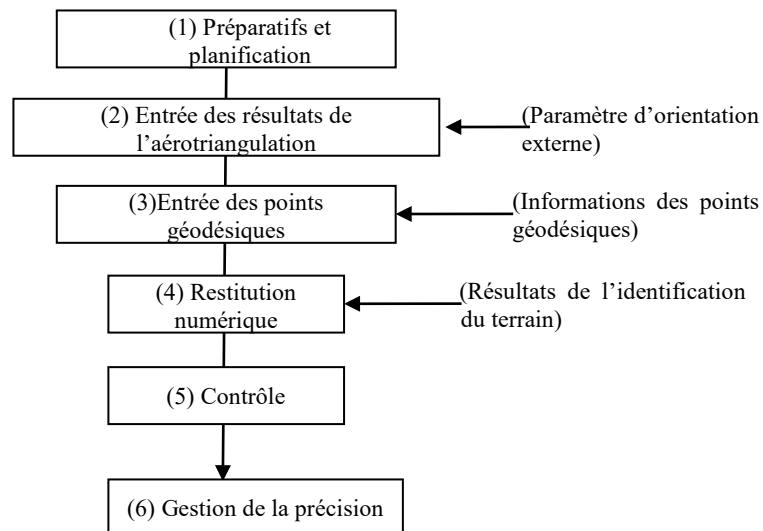 (1) Préparatifs et
planification
(2) Entrée des résultats de
l’aérotriangulation
(Paramètre d’orientation
externe)
(3)Entrée des points
géodésiques
(Informations des points
géodésiques)
(4) Restitution
numérique
(Résultats de l’identification
du terrain)
(5) Contrôle
(6) Gestion de la précision